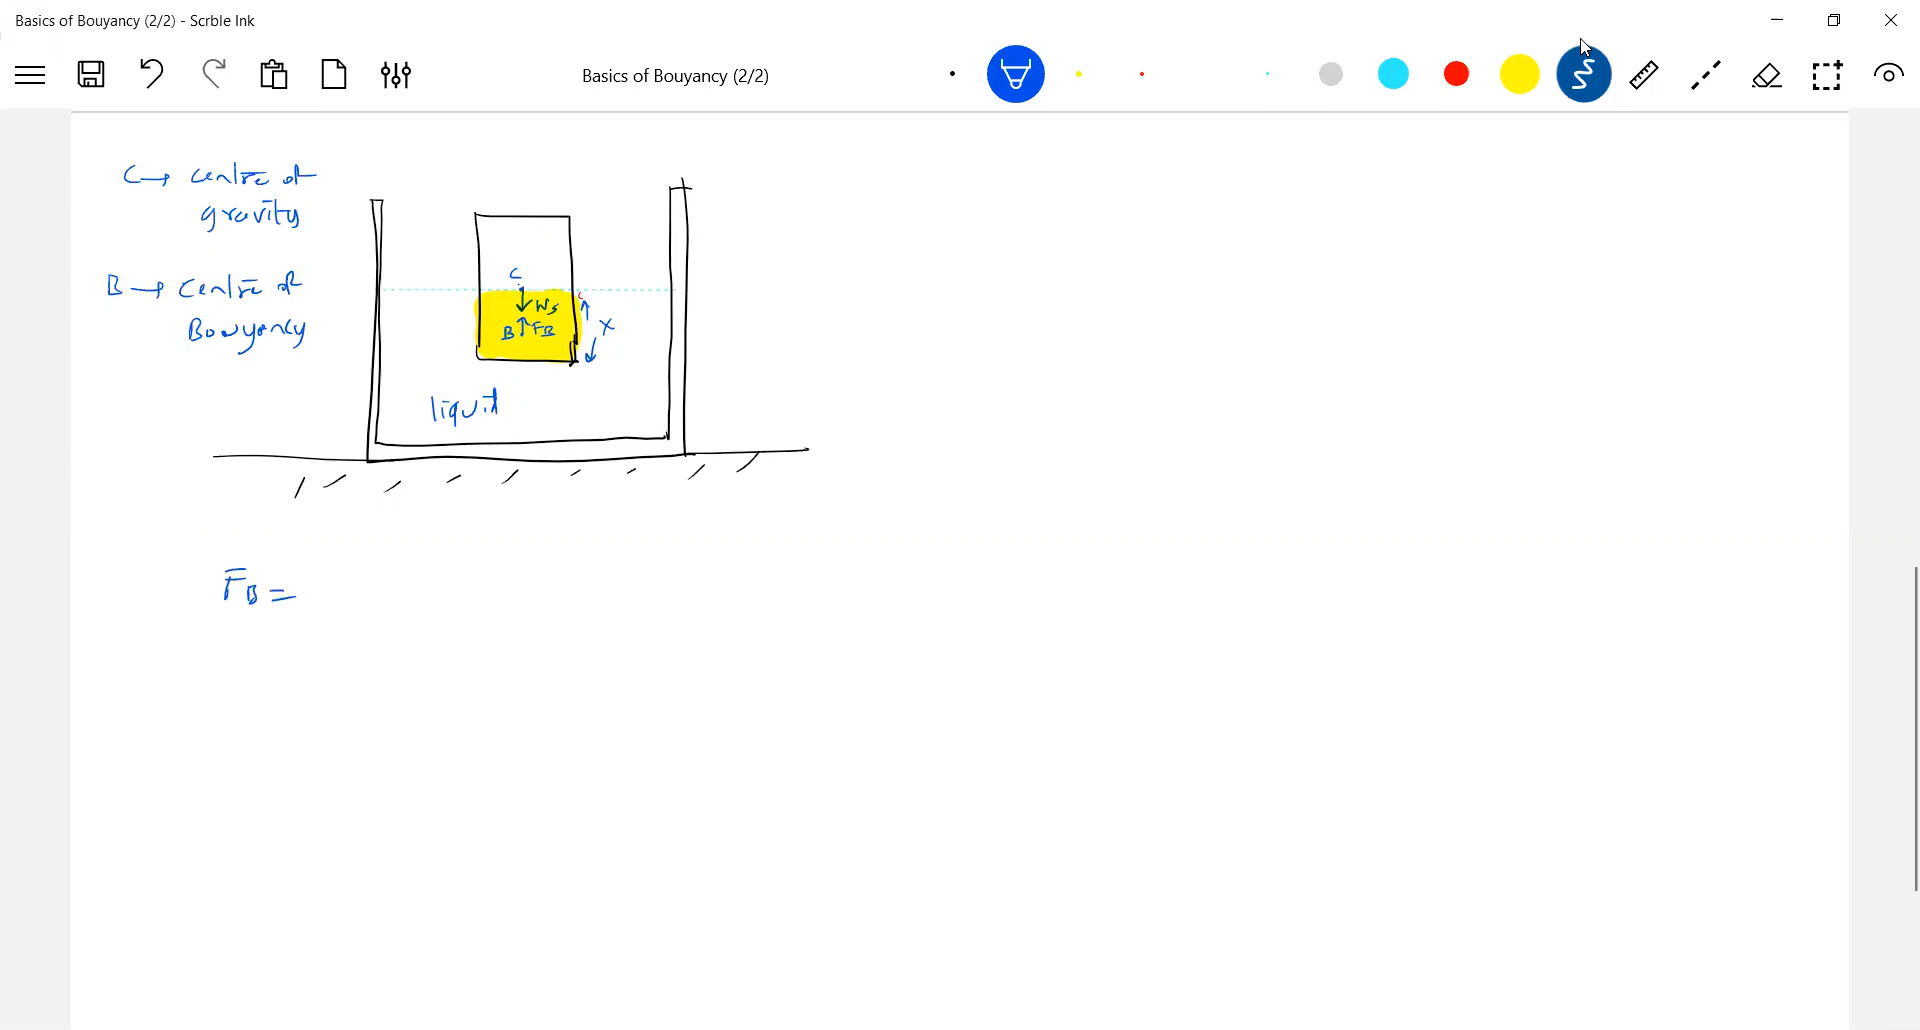 Basics of Bouyancy (2/2) - Scrble Ink
Basics of Bouyancy (2/2)
C → centre of
gravity
B → Centre of
Bouyancy
C
Ws
B FB
X
liquid
FB =